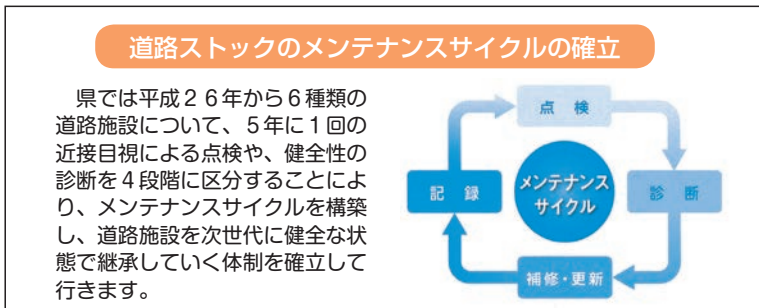 道路ストックのメンテナンスサイクルの確立
　県では平成２６年から６種類の
道路施設について、５年に１回の
近接目視による点検や、健全性の
診断を４段階に区分することによ
り、メンテナンスサイクルを構築
し、道路施設を次世代に健全な状
態で継承していく体制を確立して
行きます。
点 検
診 断
補修・更新
記 録
メンテナンス
サイクル